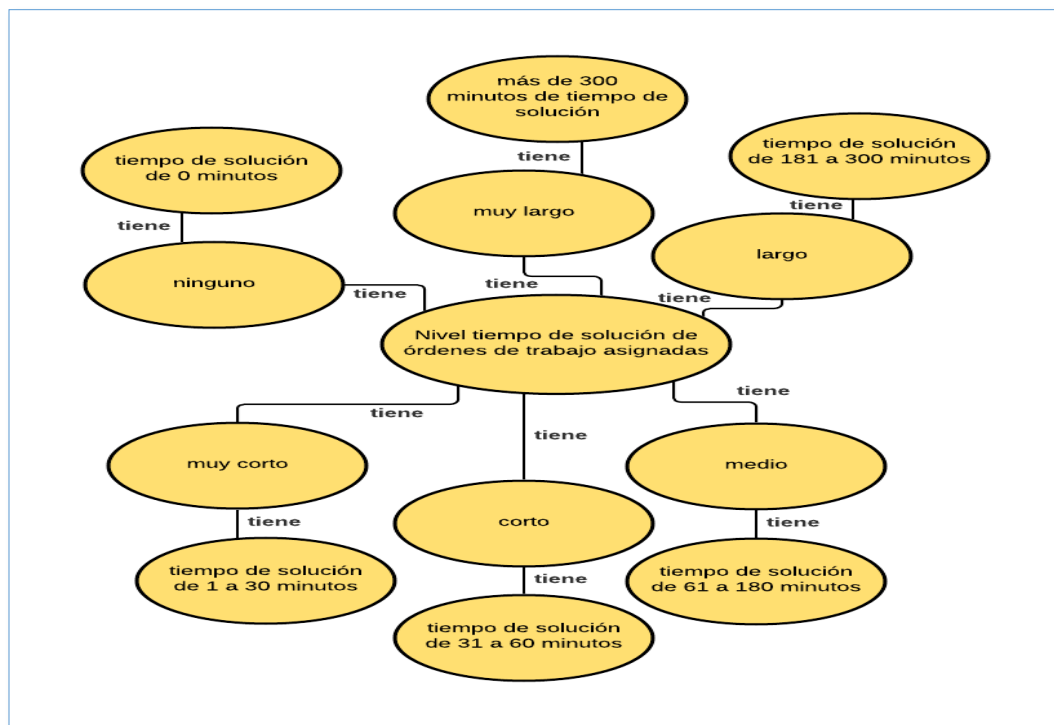 más de 300
minutos de tiempo de
solución
tiene
tiempo de solución
de 181 a 300 minutos
tiene
tiempo de solución
de 0 minutos
tiene
muy largo
tiene
largo
tiene
ninguno
tiene
Nivel tiempo de solución de
órdenes de trabajo asignadas
tiene
muy corto
tiene
tiempo de solución
de 1 a 30 minutos
tiene
corto
tiene
tiempo de solución
de 31 a 60 minutos
tiene
medio
tiene
tiempo de solución
de 61 a 180 minutos